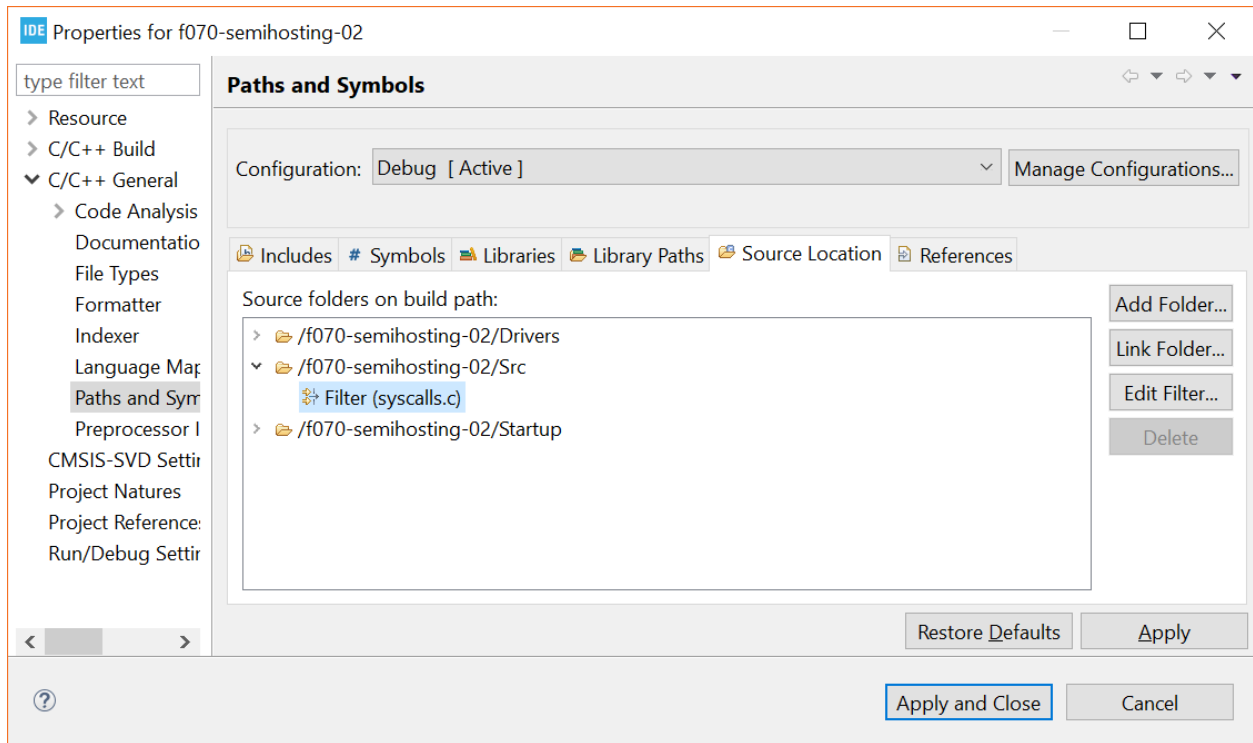 IDE Properties for f070-semihosting-02
type filter text
Resource
C/C++ Build
C/C++ General
Code Analysis
Documentatio
File Types
Formatter
Indexer
Language Map
Paths and Sym
Preprocessor I
CMSIS-SVD Settin
Project Natures
Project References
Run/Debug Settin
Paths and Symbols
Configuration: Debug [ Active ] Manage Configurations...
Includes # Symbols Libraries Library Paths Source Location References
Source folders on build path:
/f070-semihosting-02/Drivers
/f070-semihosting-02/Src
Filter (syscalls.c)
/f070-semihosting-02/Startup
Add Folder...
Link Folder...
Edit Filter...
Delete
Restore Defaults Apply
Apply and Close Cancel